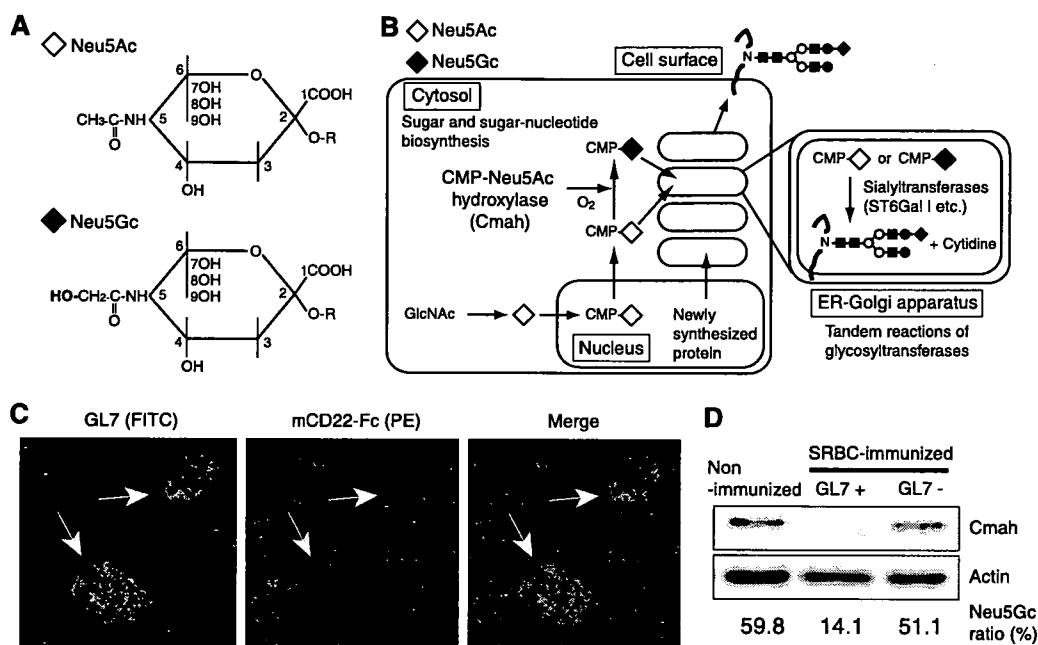 A
Neu5Ac
6
O
7OH
8OH
9OH
1COOH
CH3-C-NH
O
5
2
O-R
4
3
OH
Neu5Gc
6
O
7OH
8OH
9OH
1COOH
HO-CH2-C-NH
O
5
2
O-R
4
3
OH
B
Neu5Ac
Neu5Gc
Cell surface
N
Cytosol
Sugar and sugar-nucleotide
biosynthesis
CMP-
CMP-Neu5Ac
hydroxylase
(Cmah)
O2
CMP-
GlcNAc
CMP-
Nucleus
Newly
synthesized
protein
CMP- or CMP-
Sialyltransferases
(ST6Gal I etc.)
N
+ Cytidine
ER-Golgi apparatus
Tandem reactions of
glycosyltransferases
C
GL7 (FITC)
mCD22-Fc (PE)
Merge
D
SRBC-immunized
Non
-immunized
GL7 +
GL7 -
Cmah
Actin
59.8
14.1
51.1
Neu5Gc
ratio (%)